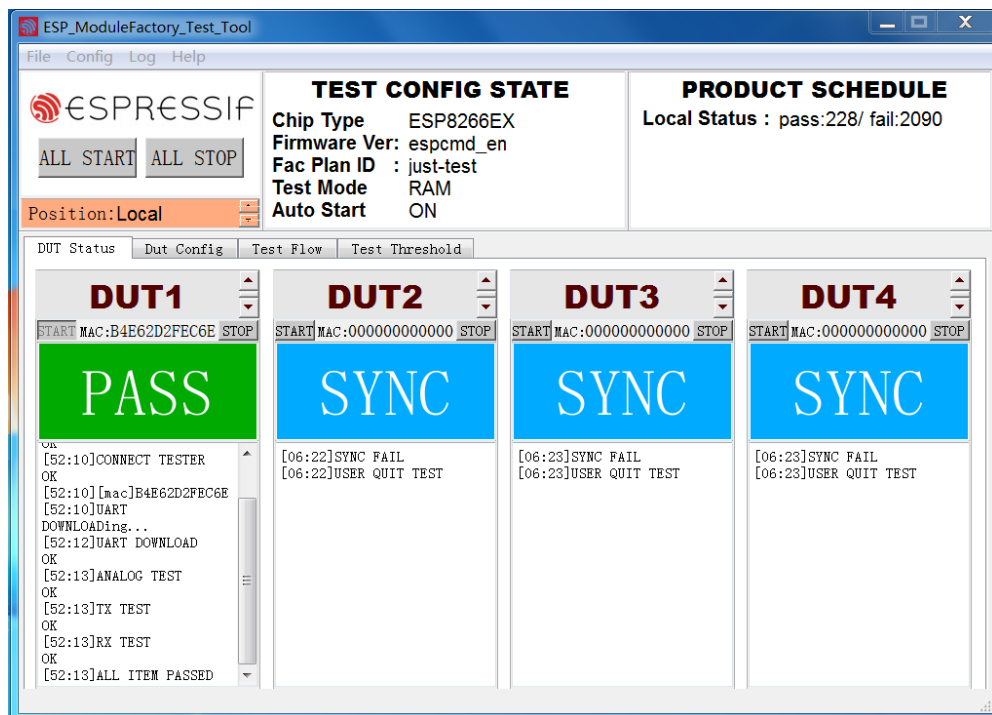 ESP_ModuleFactory_Test_Tool
File Config Log Help
ESPRESSIF
ALL START ALL STOP
Position:Local
TEST CONFIG STATE
Chip Type ESP8266EX
Firmware Ver: espcmd_en
Fac Plan ID : just-test
Test Mode RAM
Auto Start ON
PRODUCT SCHEDULE
Local Status : pass:228/ fail:2090
DUT Status Dut Config Test Flow Test Threshold
DUT1
START MAC:B4E62D2FEC6E STOP
PASS
OK
[52:10]CONNECT TESTER
OK
[52:10][mac]B4E62D2FEC6E
[52:10]UART
DOWNLOADing...
[52:12]UART DOWNLOAD
OK
[52:13]ANALOG TEST
OK
[52:13]TX TEST
OK
[52:13]RX TEST
OK
[52:13]ALL ITEM PASSED
DUT2
START MAC:000000000000 STOP
SYNC
[06:22]SYNC FAIL
[06:22]USER QUIT TEST
DUT3
START MAC:000000000000 STOP
SYNC
[06:23]SYNC FAIL
[06:23]USER QUIT TEST
DUT4
START MAC:000000000000 STOP
SYNC
[06:23]SYNC FAIL
[06:23]USER QUIT TEST